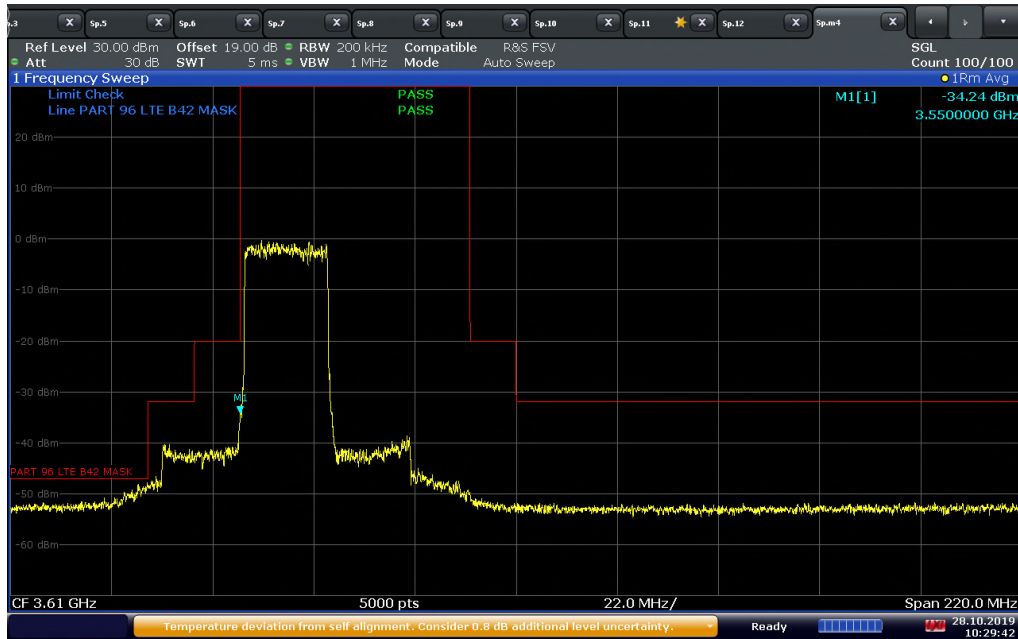 .3 X Sp.5 X Sp.6 X Sp.7 X Sp.8 X Sp.9 X Sp.10 X Sp.11 X Sp.12 X Sp.m4 X
Ref Level 30.00 dBm Offset 19.00 dB RBW 200 kHz Compatible R&S FSV SGL
Att 30 dB SWT 5 ms VBW 1 MHz Mode Auto Sweep Count 100/100
1 Frequency Sweep 1Rm Avg
Limit Check PASS M1[1] -34.24 dBm
Line PART 96 LTE B42 MASK PASS 3.5500000 GHz
20 dBm
10 dBm
0 dBm
-10 dBm
-20 dBm
-30 dBm
M1
-40 dBm
PART 96 LTE B42 MASK
-50 dBm
-60 dBm
CF 3.61 GHz 5000 pts 22.0 MHz/ Span 220.0 MHz
Temperature deviation from self alignment. Consider 0.8 dB additional level uncertainty. Ready 28.10.2019
10:29:42